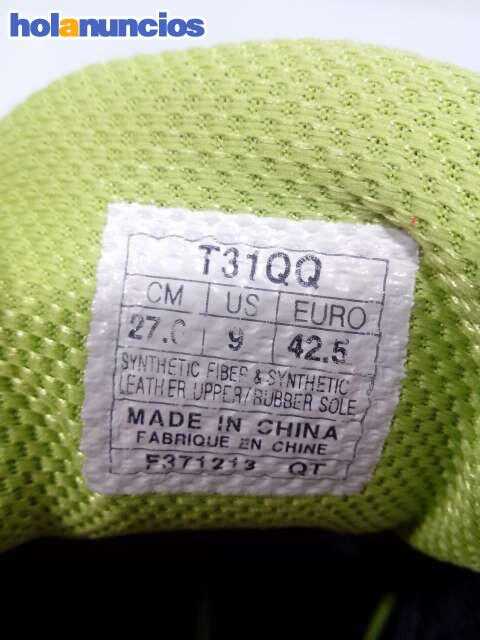 holanuncios
T31QQ
CM US EURO
27.0 9 42.5
SYNTHETIC FIBER & SYNTHETIC
LEATHER UPPER/RUBBER SOLE
MADE IN CHINA
FABRIQUE EN CHINE
F371213 QT